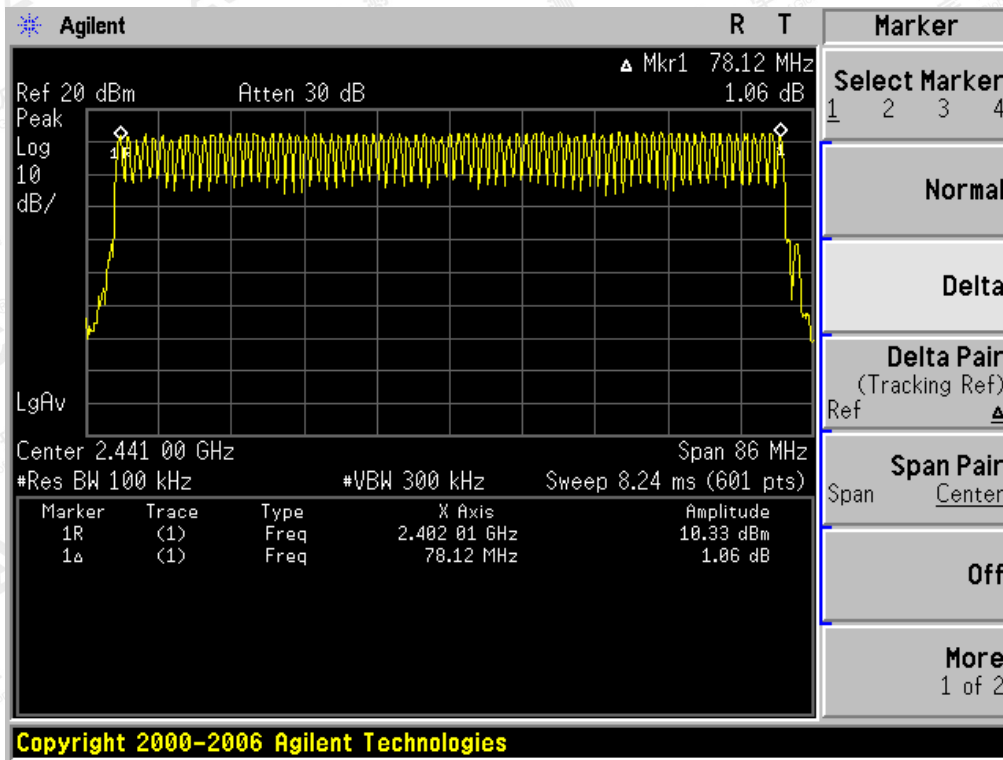 Agilent R T
Marker
Δ Mkr1 78.12 MHz
Ref 20 dBm Atten 30 dB 1.06 dB
Peak
Log
10
dB/
1R
1
LgAv
Center 2.441 00 GHz Span 86 MHz
#Res BW 100 kHz #VBW 300 kHz Sweep 8.24 ms (601 pts)
Marker Trace Type X Axis Amplitude
1R (1) Freq 2.402 01 GHz 10.33 dBm
1Δ (1) Freq 78.12 MHz 1.06 dB
Select Marker
1 2 3 4
Normal
Delta
Delta Pair
(Tracking Ref)
Ref Δ
Span Pair
Span Center
Off
More
1 of 2
Copyright 2000-2006 Agilent Technologies